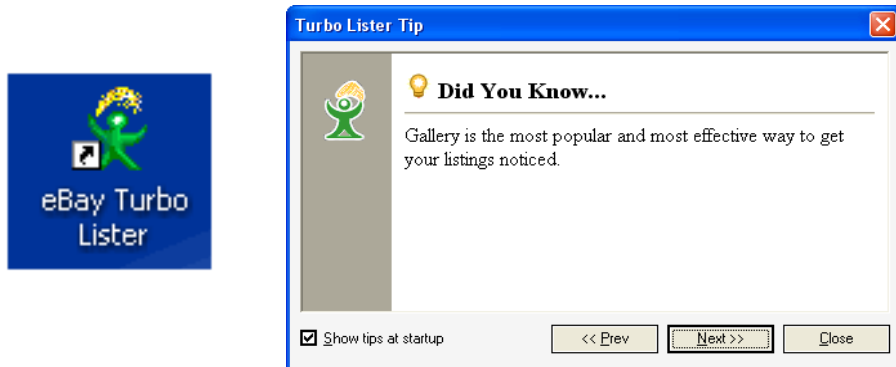 eBay Turbo
Lister
Turbo Lister Tip
Did You Know...
Gallery is the most popular and most effective way to get
your listings noticed.
Show tips at startup
<< Prev
Next >>
Close